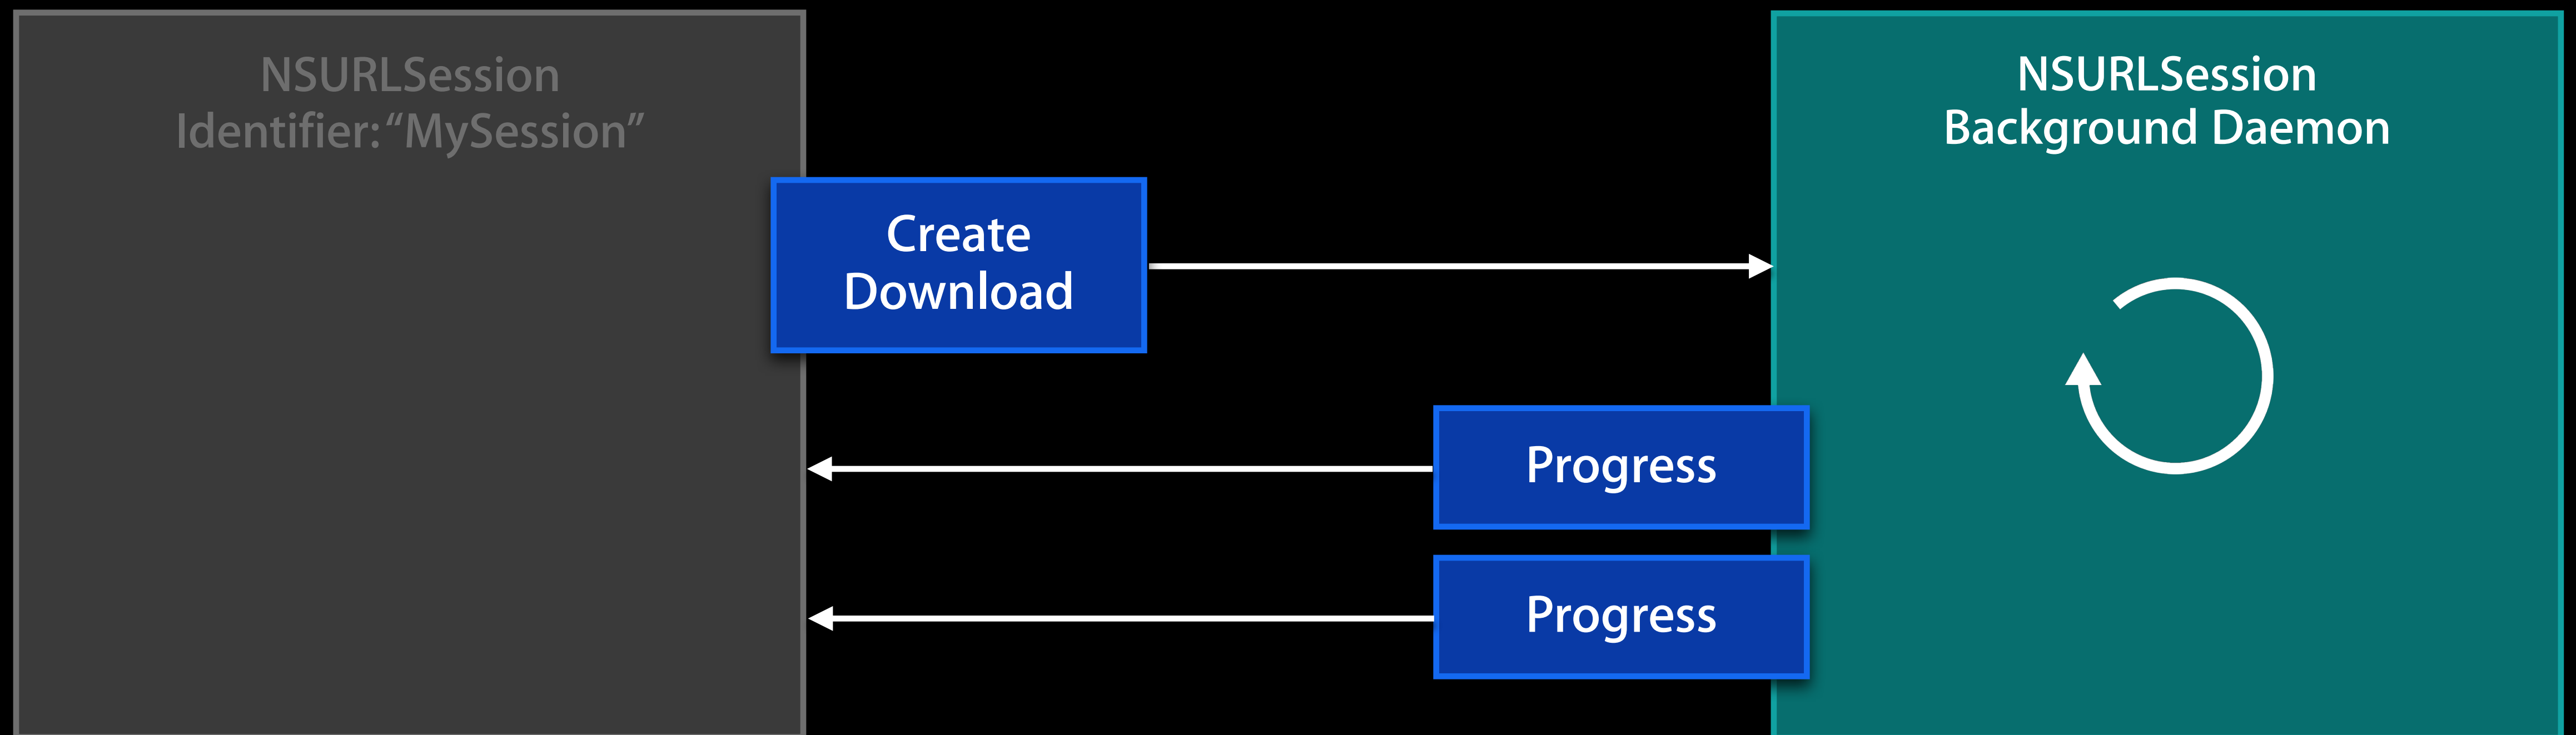 NSURLSession
Identifier: “MySession”
NSURLSession
Background Daemon
Create
Download
Progress
Progress